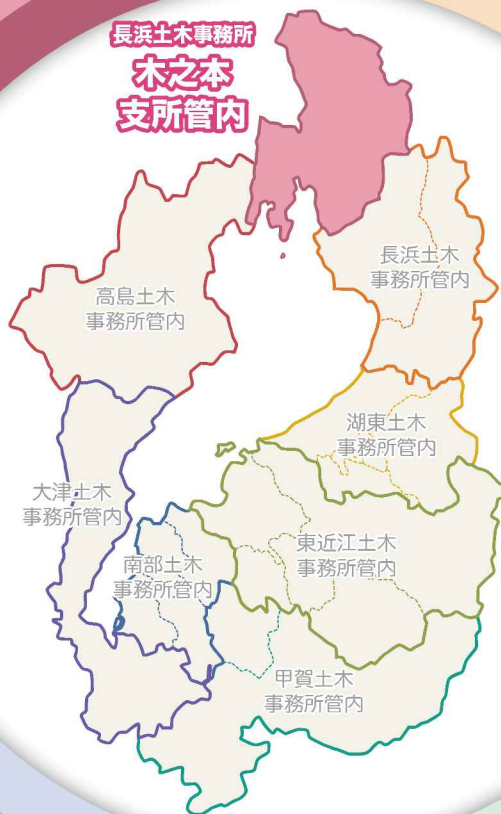 長浜土木事務所
木之本
支所管内
長浜土木
事務所管内
高島土木
事務所管内
湖東土木
事務所管内
大津土木
事務所管内
東近江土木
事務所管内
南部土木
事務所管内
甲賀土木
事務所管内